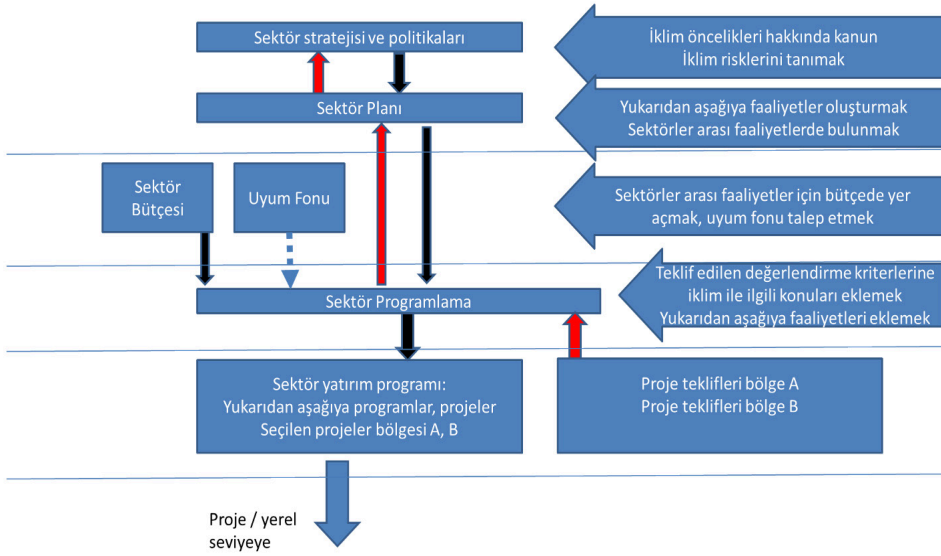 Sektör stratejisi ve politikaları
İklim öncelikleri hakkında kanun
İklim risklerini tanımak
Sektör Planı
Yukarıdan aşağıya faaliyetler oluşturmak
Sektörler arası faaliyetlerde bulunmak
Sektör
Bütçesi
Uyum Fonu
Sektörler arası faaliyetler için bütçede yer
açmak, uyum fonu talep etmek
Sektör Programlama
Teklif edilen değerlendirme kriterlerine
iklim ile ilgili konuları eklemek
Yukarıdan aşağıya faaliyetleri eklemek
Sektör yatırım programı:
Yukarıdan aşağıya programlar, projeler
Seçilen projeler bölgesi A, B
Proje teklifleri bölge A
Proje teklifleri bölge B
Proje / yerel
seviyeye